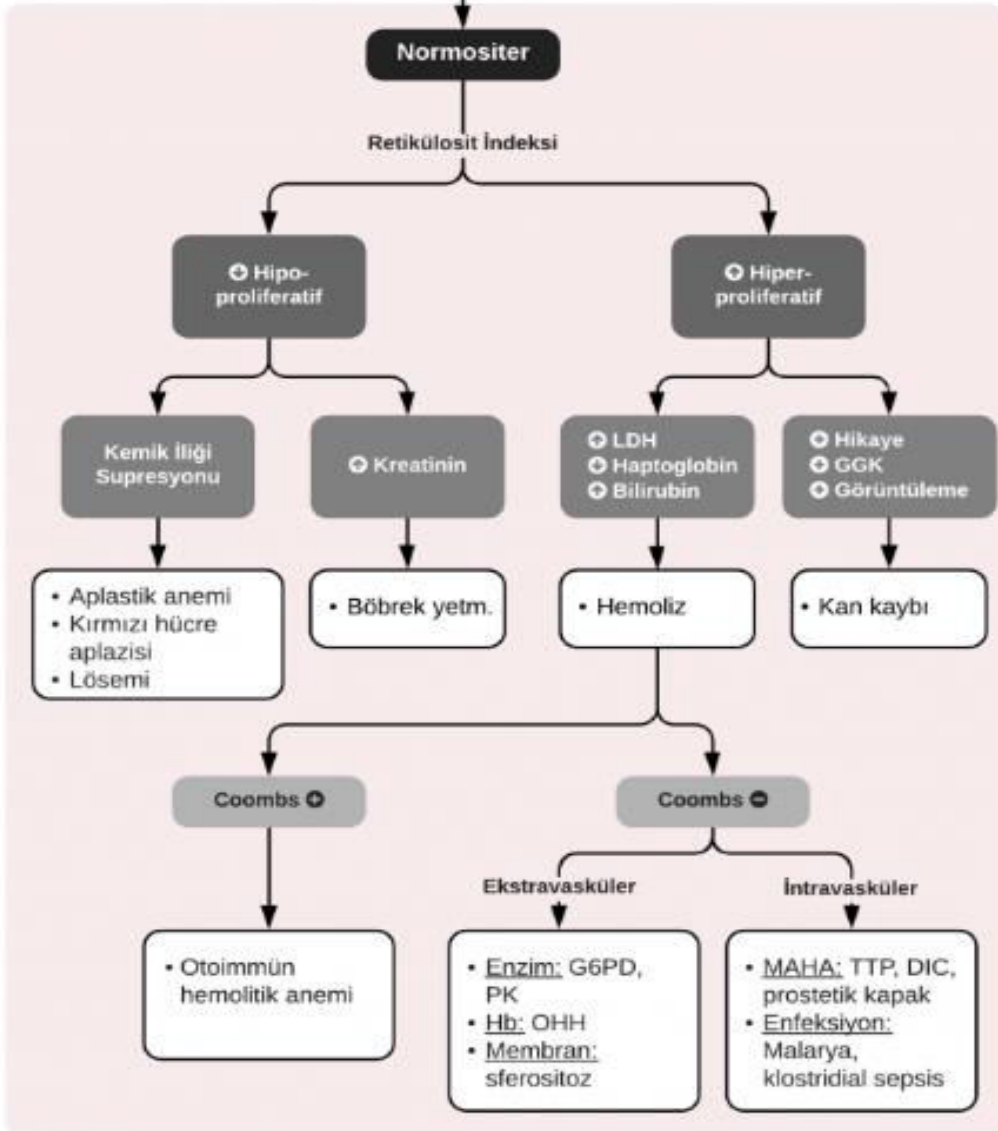 Normositer
Retikülosit İndeksi
Hipo-
proliferatif
Hiper-
proliferatif
Kemik İliği
Supresyonu
Kreatinin
LDH
Haptoglobin
Bilirubin
Hikaye
GGK
Görüntüleme
• Aplastik anemi
• Kırmızı hücre
aplazisi
• Lösemi
• Böbrek yetm.
• Hemoliz
• Kan kaybı
Coombs +
Coombs -
Ekstravasküler
İntravasküler
• Otoimmün
hemolitik anemi
• Enzim: G6PD,
PK
• Hb: OHH
• Membran:
sferositoz
• MAHA: TTP, DIC,
prostetik kapak
• Enfeksiyon:
Malarya,
klostridial sepsis